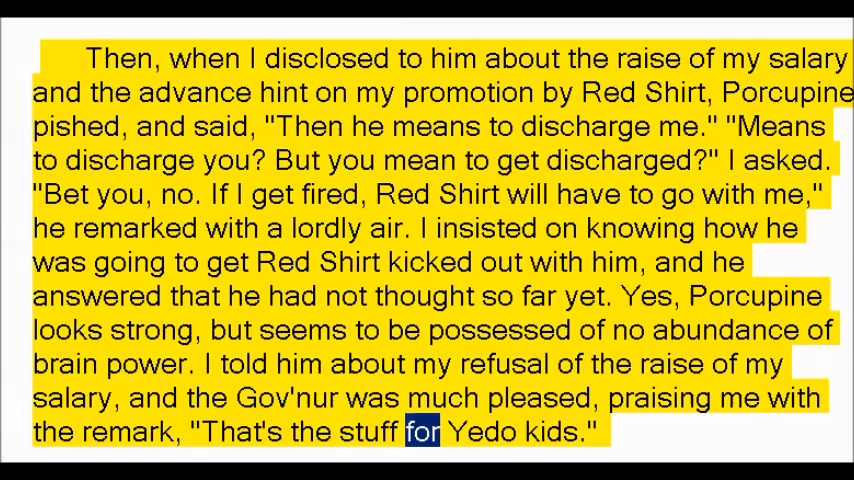 Then, when I disclosed to him about the raise of my salary
and the advance hint on my promotion by Red Shirt, Porcupine
pished, and said, "Then he means to discharge me." "Means
to discharge you? But you mean to get discharged?" I asked.
"Bet you, no. If I get fired, Red Shirt will have to go with me,"
he remarked with a lordly air. I insisted on knowing how he
was going to get Red Shirt kicked out with him, and he
answered that he had not thought so far yet. Yes, Porcupine
looks strong, but seems to be possessed of no abundance of
brain power. I told him about my refusal of the raise of my
salary, and the Gov'nur was much pleased, praising me with
the remark, "That's the stuff for Yedo kids."